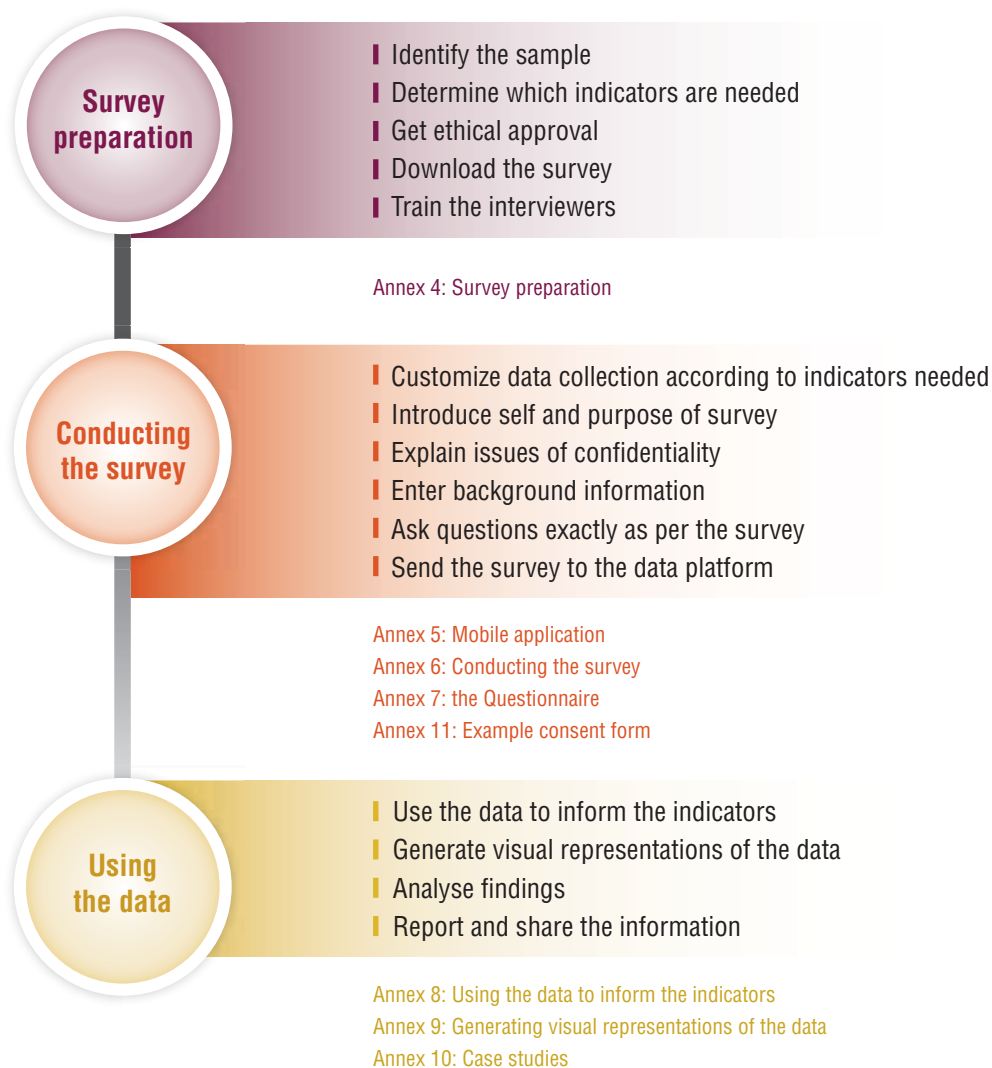 Survey
preparation
Identify the sample
Determine which indicators are needed
Get ethical approval
Download the survey
Train the interviewers
Annex 4: Survey preparation
Conducting
the survey
Customize data collection according to indicators needed
Introduce self and purpose of survey
Explain issues of confidentiality
Enter background information
Ask questions exactly as per the survey
Send the survey to the data platform
Annex 5: Mobile application
Annex 6: Conducting the survey
Annex 7: the Questionnaire
Annex 11: Example consent form
Using
the data
Use the data to inform the indicators
Generate visual representations of the data
Analyse findings
Report and share the information
Annex 8: Using the data to inform the indicators
Annex 9: Generating visual representations of the data
Annex 10: Case studies